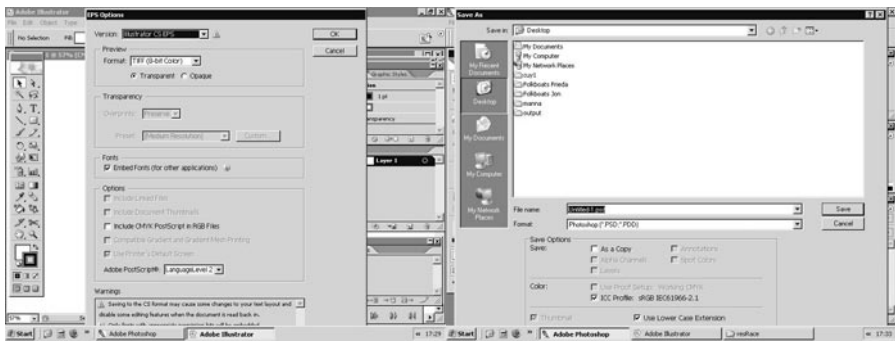 Adobe Illustrator
File Edit Object Type
No Selection Fill:
EPS Options
Version: Illustrator CS EPS
OK
Cancel
Preview
Format: TIFF (8-bit Color)
Transparent Opaque
Transparency
Overprints: Preserve
Preset: [Medium Resolution] Custom...
Fonts
Embed Fonts (for other applications)
Options
Include Linked Files
Include Document Thumbnails
Include CMYK PostScript in RGB Files
Compatible Gradient and Gradient Mesh Printing
Use Printer's Default Screen
Adobe PostScript®: LanguageLevel 2
Warnings
Saving to the CS format may cause some changes to your text layout and
disable some editing features when the document is read back in.
Graphic Styles
1 pt
Layer 1
Start
Adobe Photoshop
Adobe Illustrator
17:29
Save As
Save in: Desktop
My Recent
Documents
Desktop
My Documents
My Computer
My Network
Places
My Documents
My Computer
My Network Places
Folkboats Frieda
Folkboats Jon
output
File name:
Save
Format: Photoshop (*.PSD;*.PDD)
Cancel
Save Options
Save:
As a Copy
Annotations
Alpha Channels
Spot Colors
Layers
Color:
Use Proof Setup: Working CMYK
ICC Profile: sRGB IEC61966-2.1
Thumbnail
Use Lower Case Extension
Start
Adobe Photoshop
Adobe Illustrator